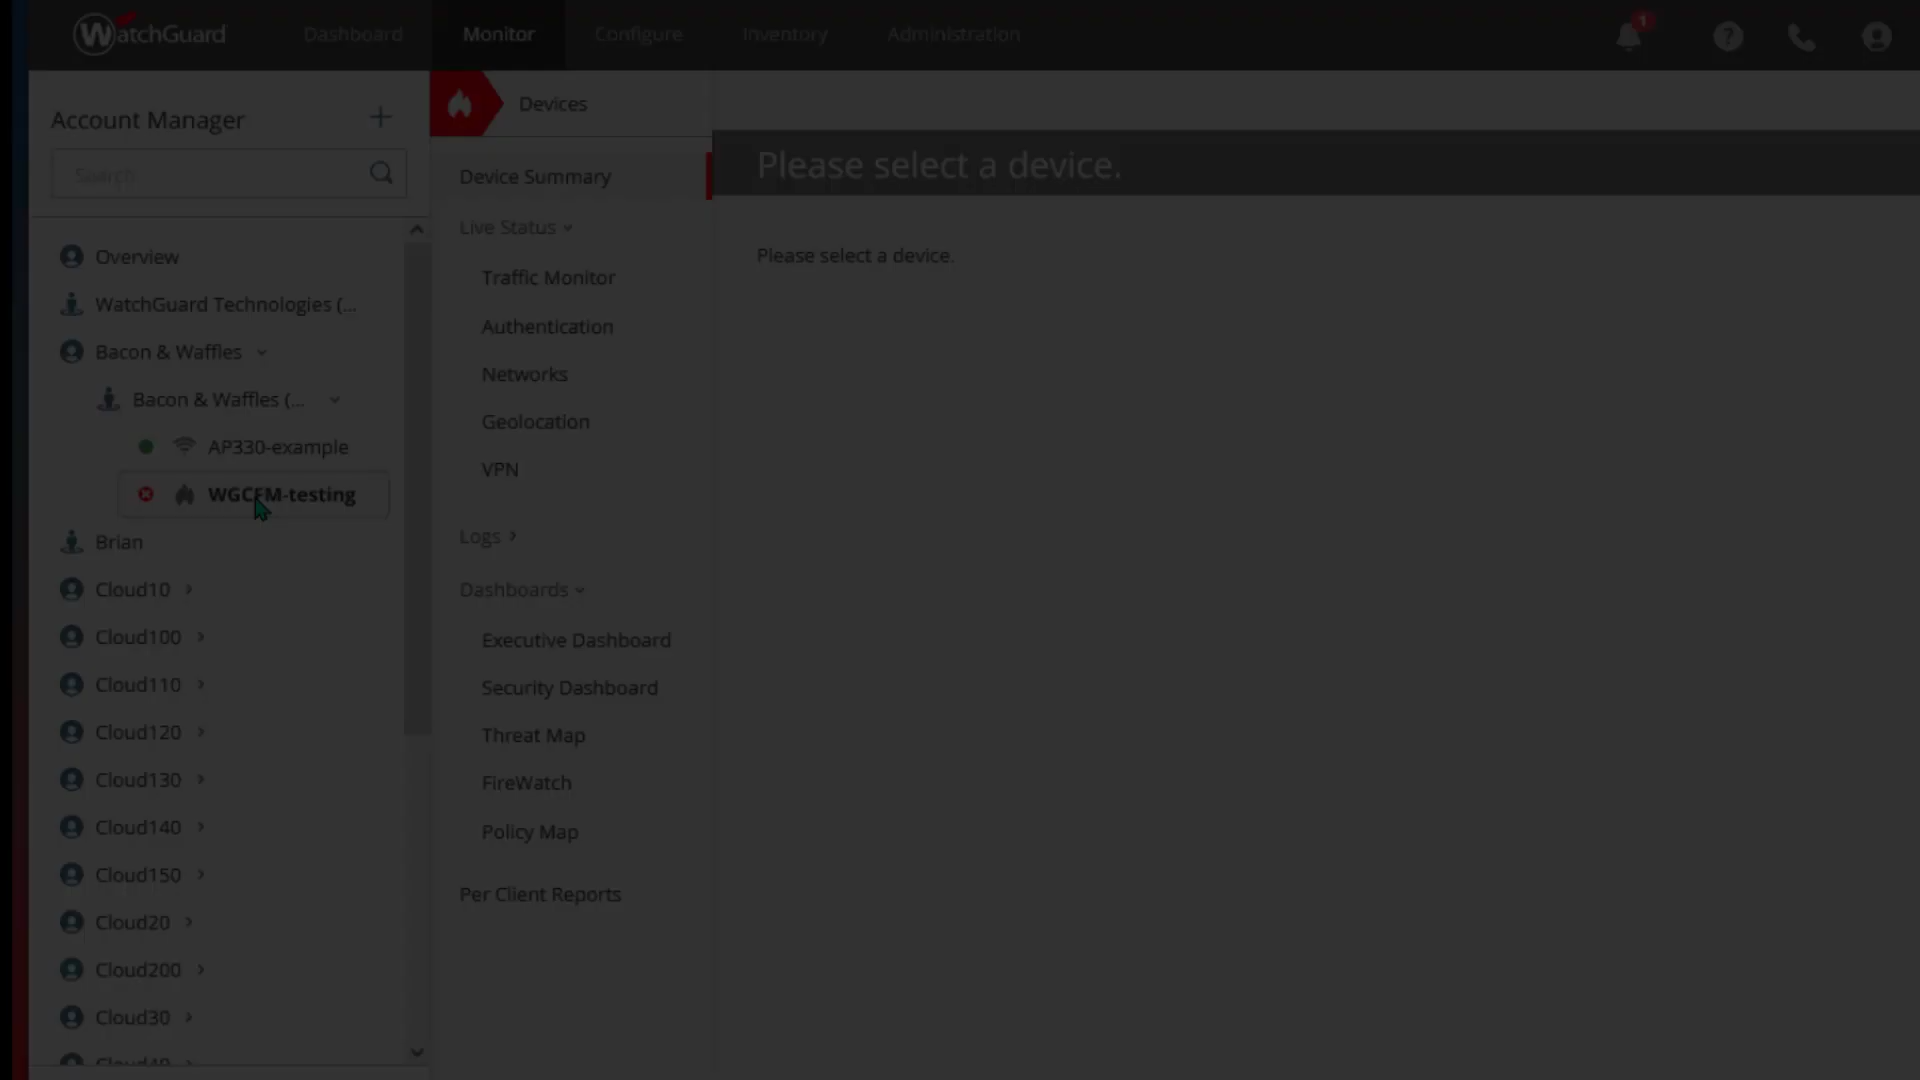 WatchGuard
Dashboard
Monitor
Configure
Inventory
Administration
1
?
Account Manager
+
Search
Overview
WatchGuard Technologies (...
Bacon & Waffles
Bacon & Waffles (...
AP330-example
WGCFM-testing
Brian
Cloud10
Cloud100
Cloud110
Cloud120
Cloud130
Cloud140
Cloud150
Cloud20
Cloud200
Cloud30
Devices
Device Summary
Live Status
Traffic Monitor
Authentication
Networks
Geolocation
VPN
Logs
Dashboards
Executive Dashboard
Security Dashboard
Threat Map
FireWatch
Policy Map
Per Client Reports
Please select a device.
Please select a device.